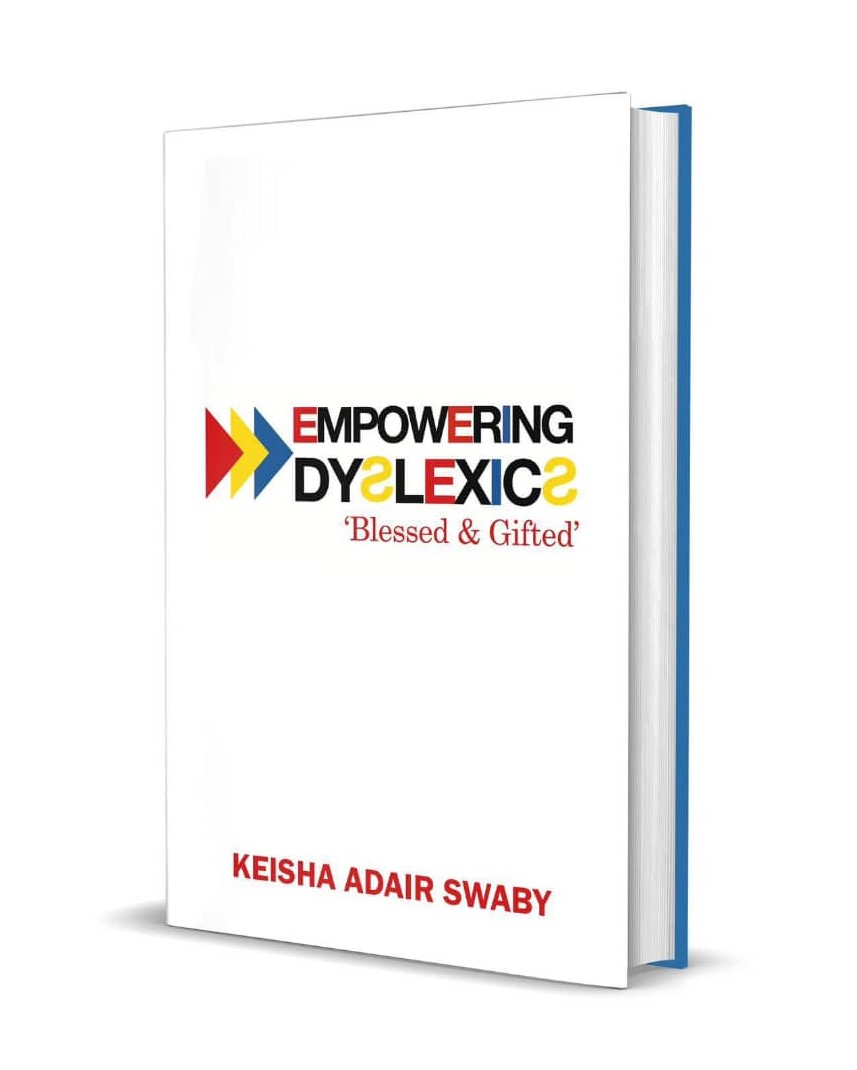 EMPOWERING
DYSLEXICS
‘Blessed & Gifted’
KEISHA ADAIR SWABY